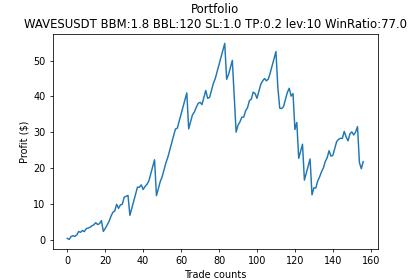 Portfolio
WAVESUSDT BBM:1.8 BBL:120 SL:1.0 TP:0.2 lev:10 WinRatio:77.0
Profit ($)
50
40
30
20
10
0
0 20 40 60 80 100 120 140 160
Trade counts